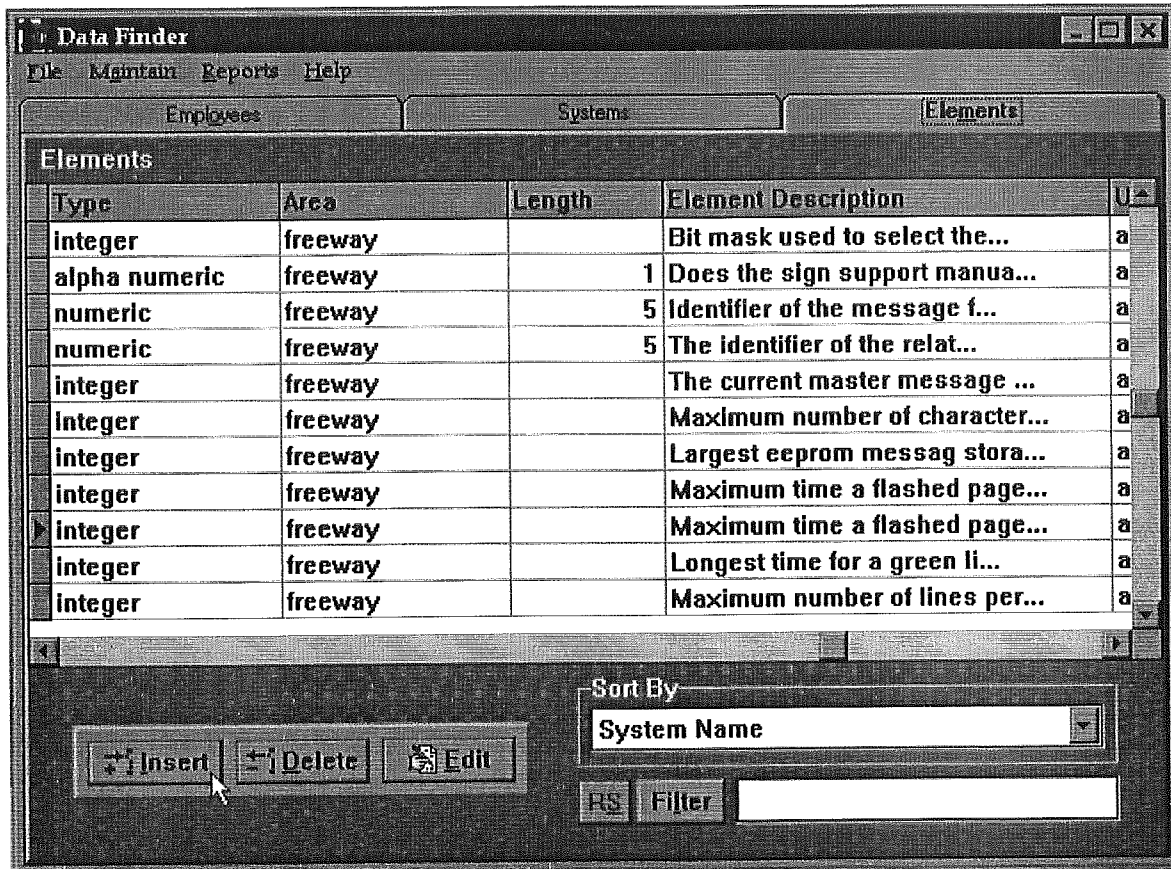 Data Finder
File Maintain Reports Help
Employees Systems Elements
Elements
Type Area Length Element Description U
integer freeway Bit mask used to select the... a
alpha numeric freeway 1 Does the sign support manua... a
numeric freeway 5 Identifier of the message f... a
numeric freeway 5 The identifier of the relat... a
integer freeway The current master message ... a
integer freeway Maximum number of character... a
integer freeway Largest eeprom messag stora... a
integer freeway Maximum time a flashed page... a
integer freeway Maximum time a flashed page... a
integer freeway Longest time for a green li... a
integer freeway Maximum number of lines per... a
Sort By
System Name
Insert Delete Edit
RS Filter